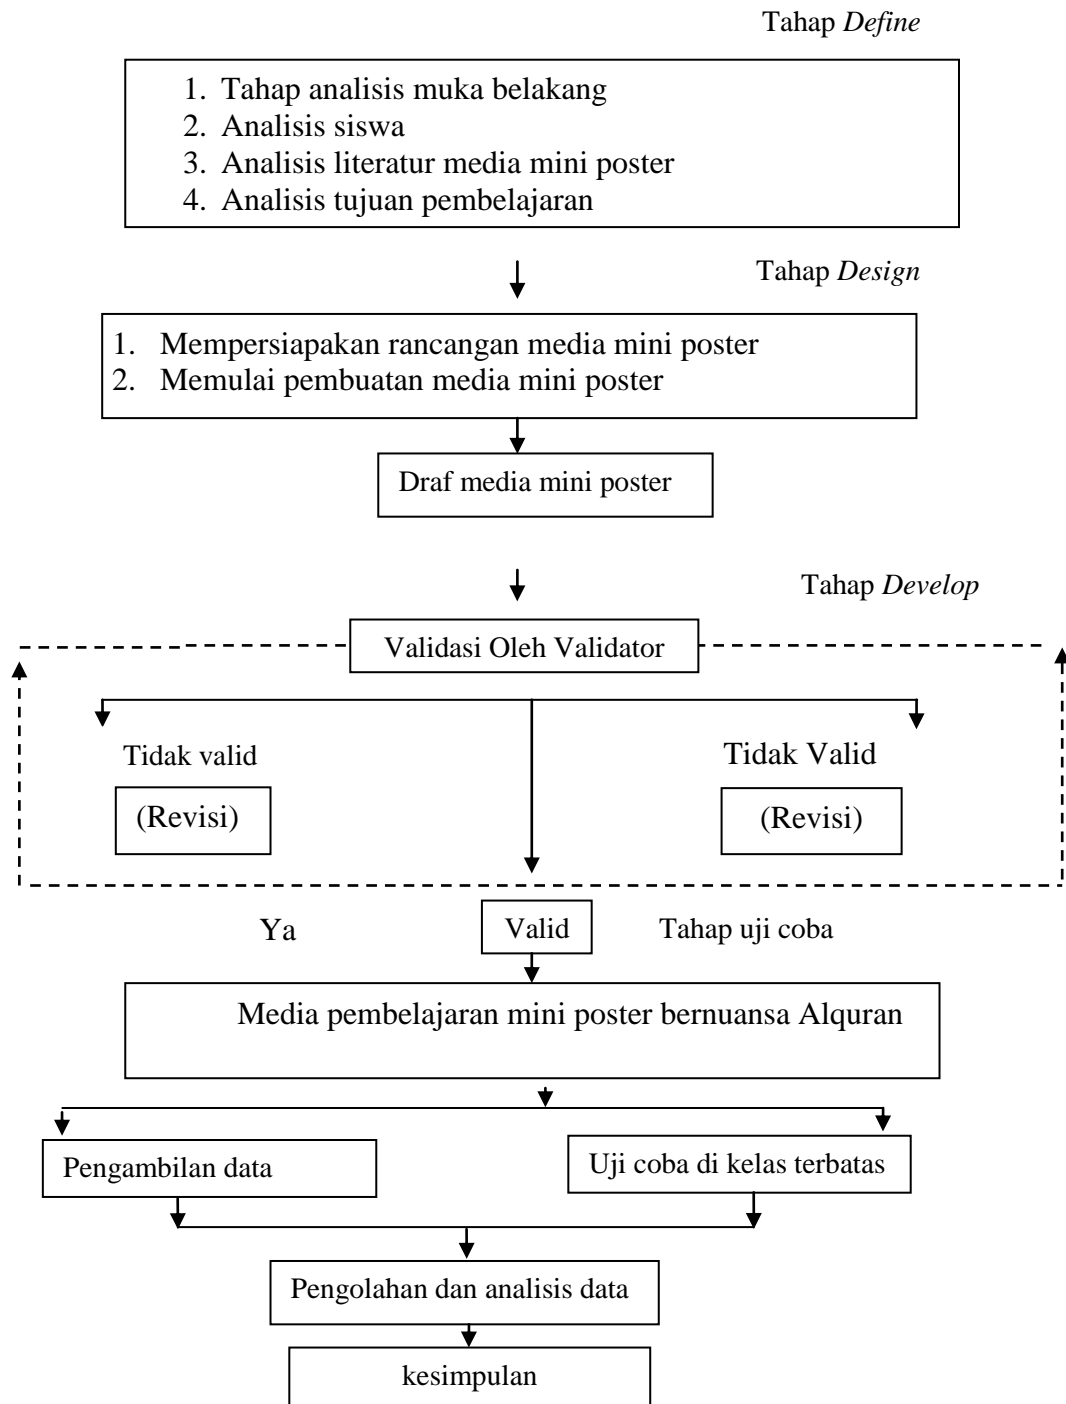 Tahap Define
1. Tahap analisis muka belakang
2. Analisis siswa
3. Analisis literatur media mini poster
4. Analisis tujuan pembelajaran
Tahap Design
1. Mempersiapakan rancangan media mini poster
2. Memulai pembuatan media mini poster
Draf media mini poster
Tahap Develop
Validasi Oleh Validator
Tidak valid
Tidak Valid
(Revisi)
(Revisi)
Ya
Valid
Tahap uji coba
Media pembelajaran mini poster bernuansa Alquran
Pengambilan data
Uji coba di kelas terbatas
Pengolahan dan analisis data
kesimpulan